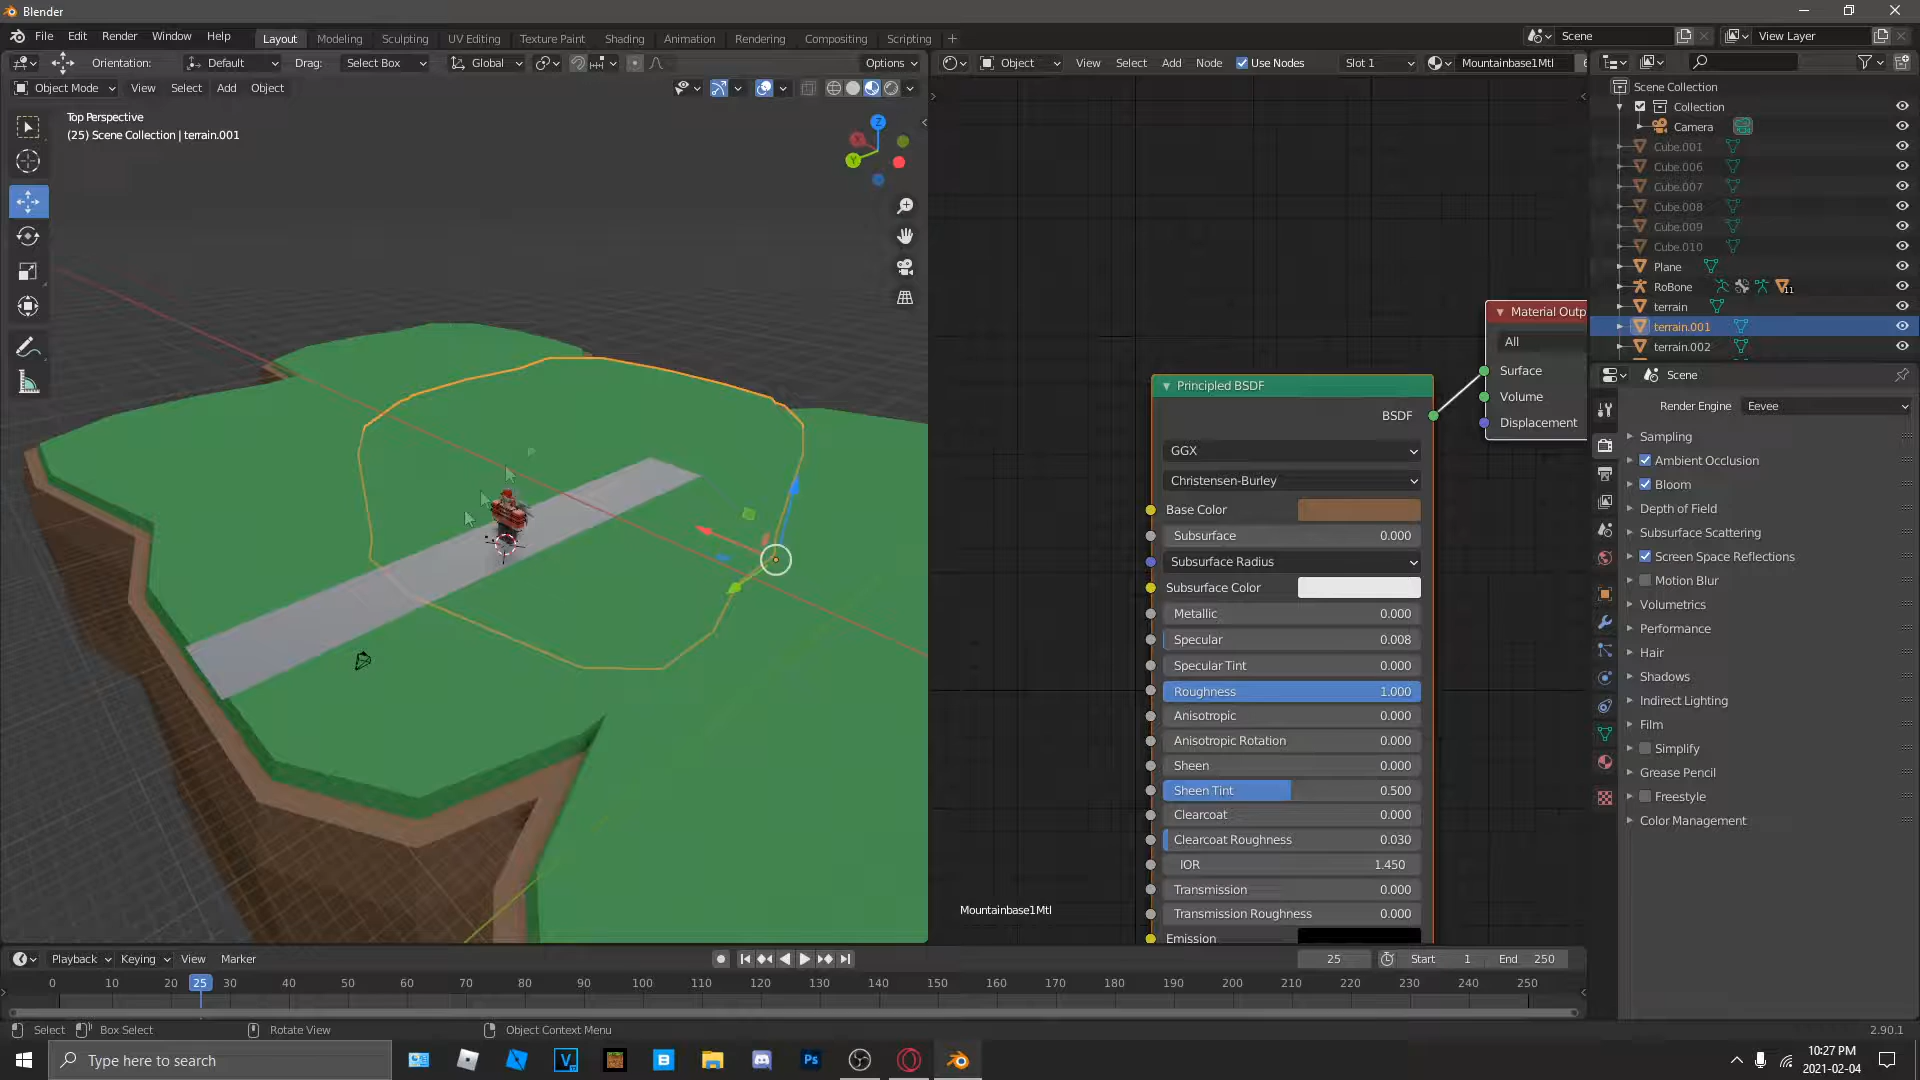 Blender
File Edit Render Window Help
Layout Modeling Sculpting UV Editing Texture Paint Shading Animation Rendering Compositing Scripting
Scene
View Layer
Orientation: Default Drag: Select Box Global Options
Object View Select Add Node Use Nodes Slot 1 Mountainbase1Mtl
Object Mode View Select Add Object
Top Perspective
(25) Scene Collection | terrain.001
Z
Y
Scene Collection
Collection
Camera
Cube.001
Cube.006
Cube.007
Cube.008
Cube.009
Cube.010
Plane
RoBone 11
terrain
terrain.001
terrain.002
Material Outp
All
Surface
Volume
Displacement
Principled BSDF
BSDF
GGX
Christensen-Burley
Base Color
Subsurface 0.000
Subsurface Radius
Subsurface Color
Metallic 0.000
Specular 0.008
Specular Tint 0.000
Roughness 1.000
Anisotropic 0.000
Anisotropic Rotation 0.000
Sheen 0.000
Sheen Tint 0.500
Clearcoat 0.000
Clearcoat Roughness 0.030
IOR 1.450
Transmission 0.000
Transmission Roughness 0.000
Emission
Mountainbase1Mtl
Scene
Render Engine Eevee
Sampling
Ambient Occlusion
Bloom
Depth of Field
Subsurface Scattering
Screen Space Reflections
Motion Blur
Volumetrics
Performance
Hair
Shadows
Indirect Lighting
Film
Simplify
Grease Pencil
Freestyle
Color Management
Playback Keying View Marker 25 Start 1 End 250
0 10 20 25 30 40 50 60 70 80 90 100 110 120 130 140 150 160 170 180 190 200 210 220 230 240 250
Select Box Select Rotate View Object Context Menu 2.90.1
Type here to search
Ps
10:27 PM
2021-02-04